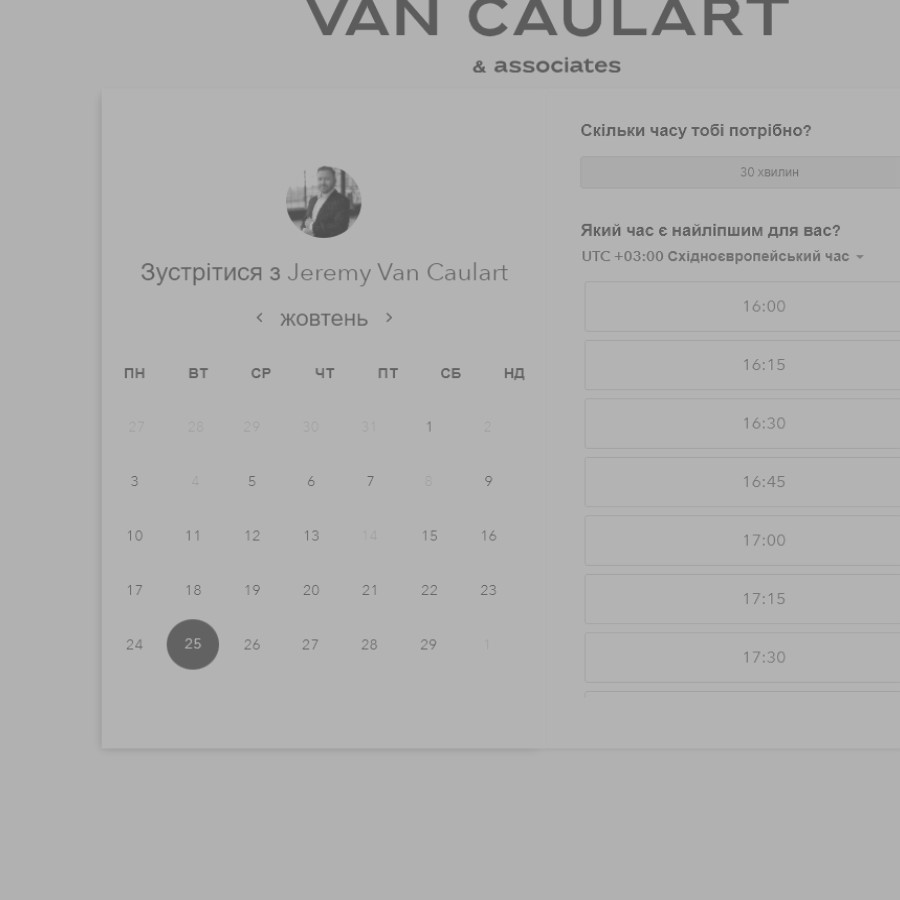 VAN CAULART
& associates
Зустрітися з Jeremy Van Caulart
жовтень
ПН ВТ СР ЧТ ПТ СБ НД
27 28 29 30 31 1 2
3 4 5 6 7 8 9
10 11 12 13 14 15 16
17 18 19 20 21 22 23
24 25 26 27 28 29 1
Скільки часу тобі потрібно?
30 хвилин
Який час є найліпшим для вас?
UTC +03:00 Східноєвропейський час
16:00
16:15
16:30
16:45
17:00
17:15
17:30